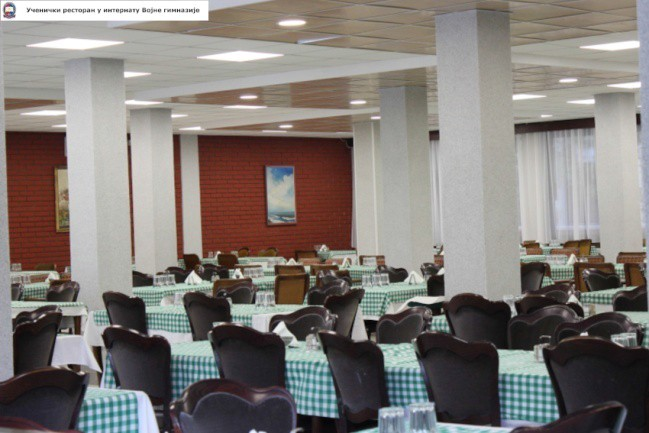 Ученички ресторан у интернату Војне гимназије